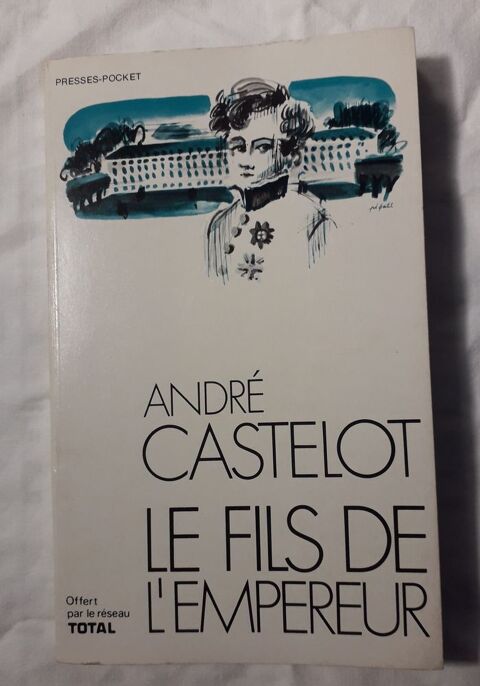 PRESSES-POCKET
ANDRÉ
CASTELOT
LE FILS DE
L'EMPEREUR
Offert
par le réseau
TOTAL